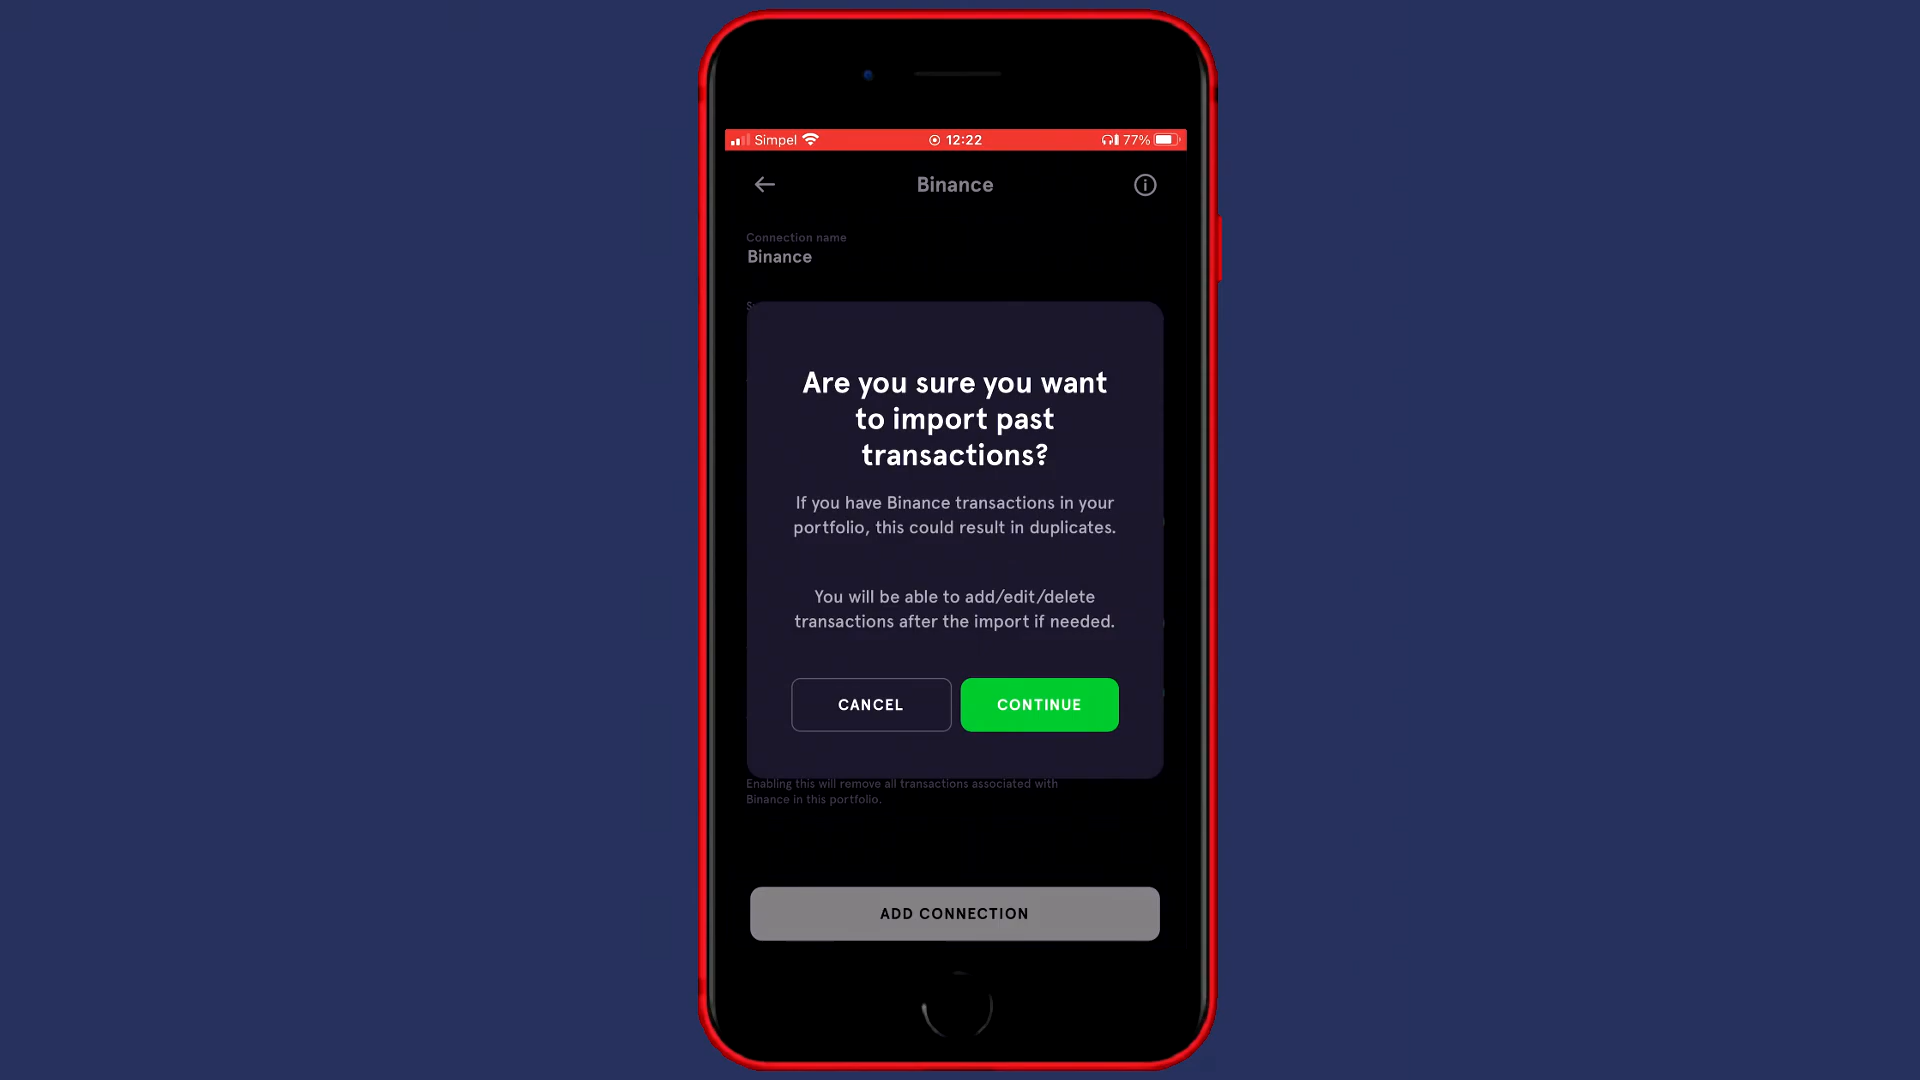 Simpel
12:22
77%
Binance
Connection name
Binance
Are you sure you want
to import past
transactions?
If you have Binance transactions in your
portfolio, this could result in duplicates.
You will be able to add/edit/delete
transactions after the import if needed.
CANCEL
CONTINUE
Enabling this will remove all transactions associated with
Binance in this portfolio.
ADD CONNECTION